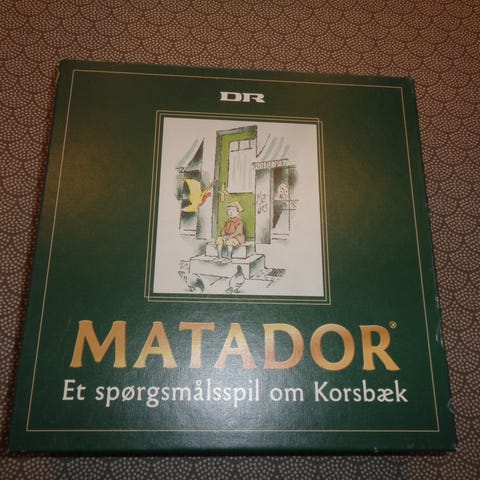 DR
MATADOR®
Et spørgsmålsspil om Korsbæk